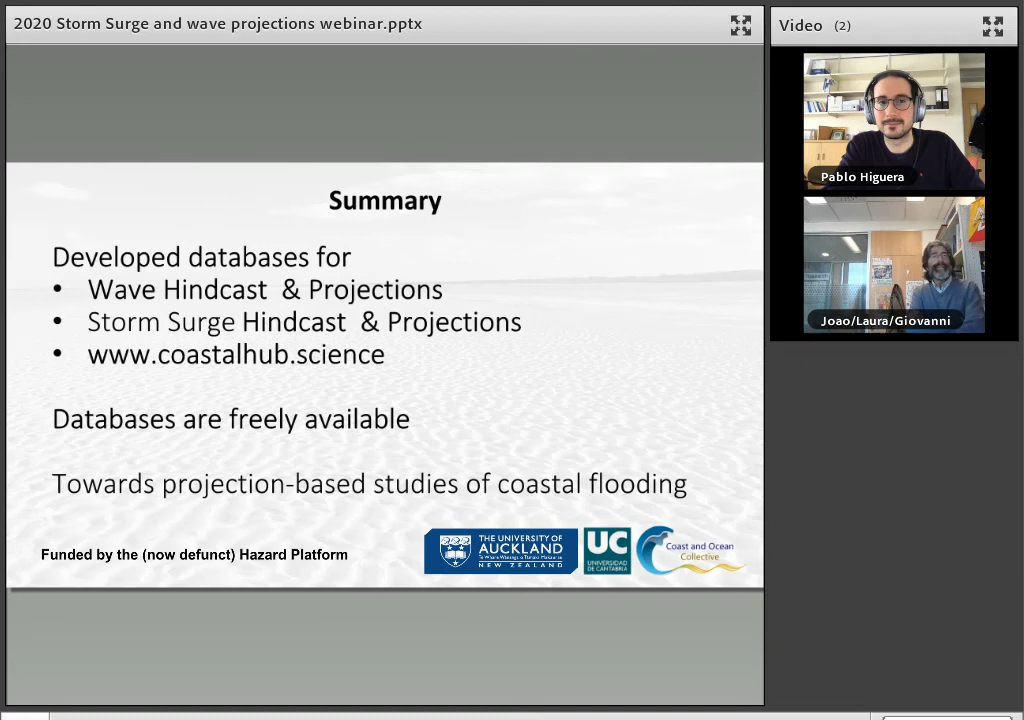 2020 Storm Surge and wave projections webinar.pptx
Video (2)
Pablo Higuera
Joao/Laura/Giovanni
Summary
Developed databases for
• Wave Hindcast & Projections
• Storm Surge Hindcast & Projections
• www.coastalhub.science
Databases are freely available
Towards projection-based studies of coastal flooding
Funded by the (now defunct) Hazard Platform
THE UNIVERSITY OF
AUCKLAND
NEW ZEALAND
UC
UNIVERSIDAD
DE CANTABRIA
Coast and Ocean
Collective